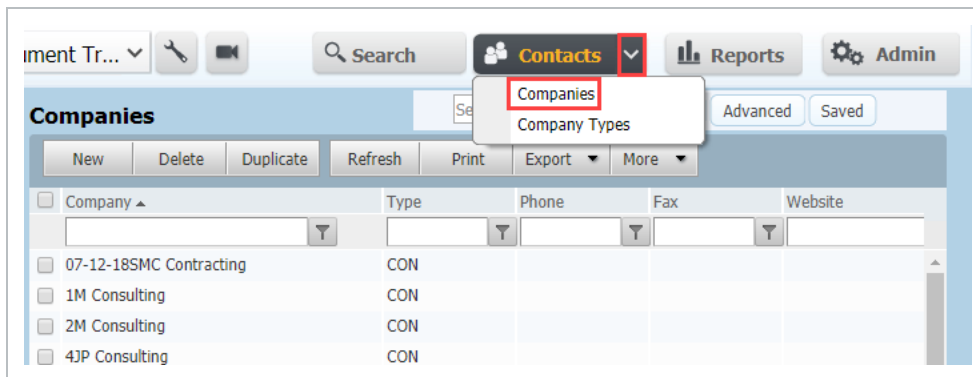 ument Tr...
Search
Contacts
Reports
Admin
Companies
Company Types
Companies
Se
Advanced
Saved
New
Delete
Duplicate
Refresh
Print
Export
More
Company
Type
Phone
Fax
Website
07-12-18SMC Contracting CON
1M Consulting CON
2M Consulting CON
4JP Consulting CON